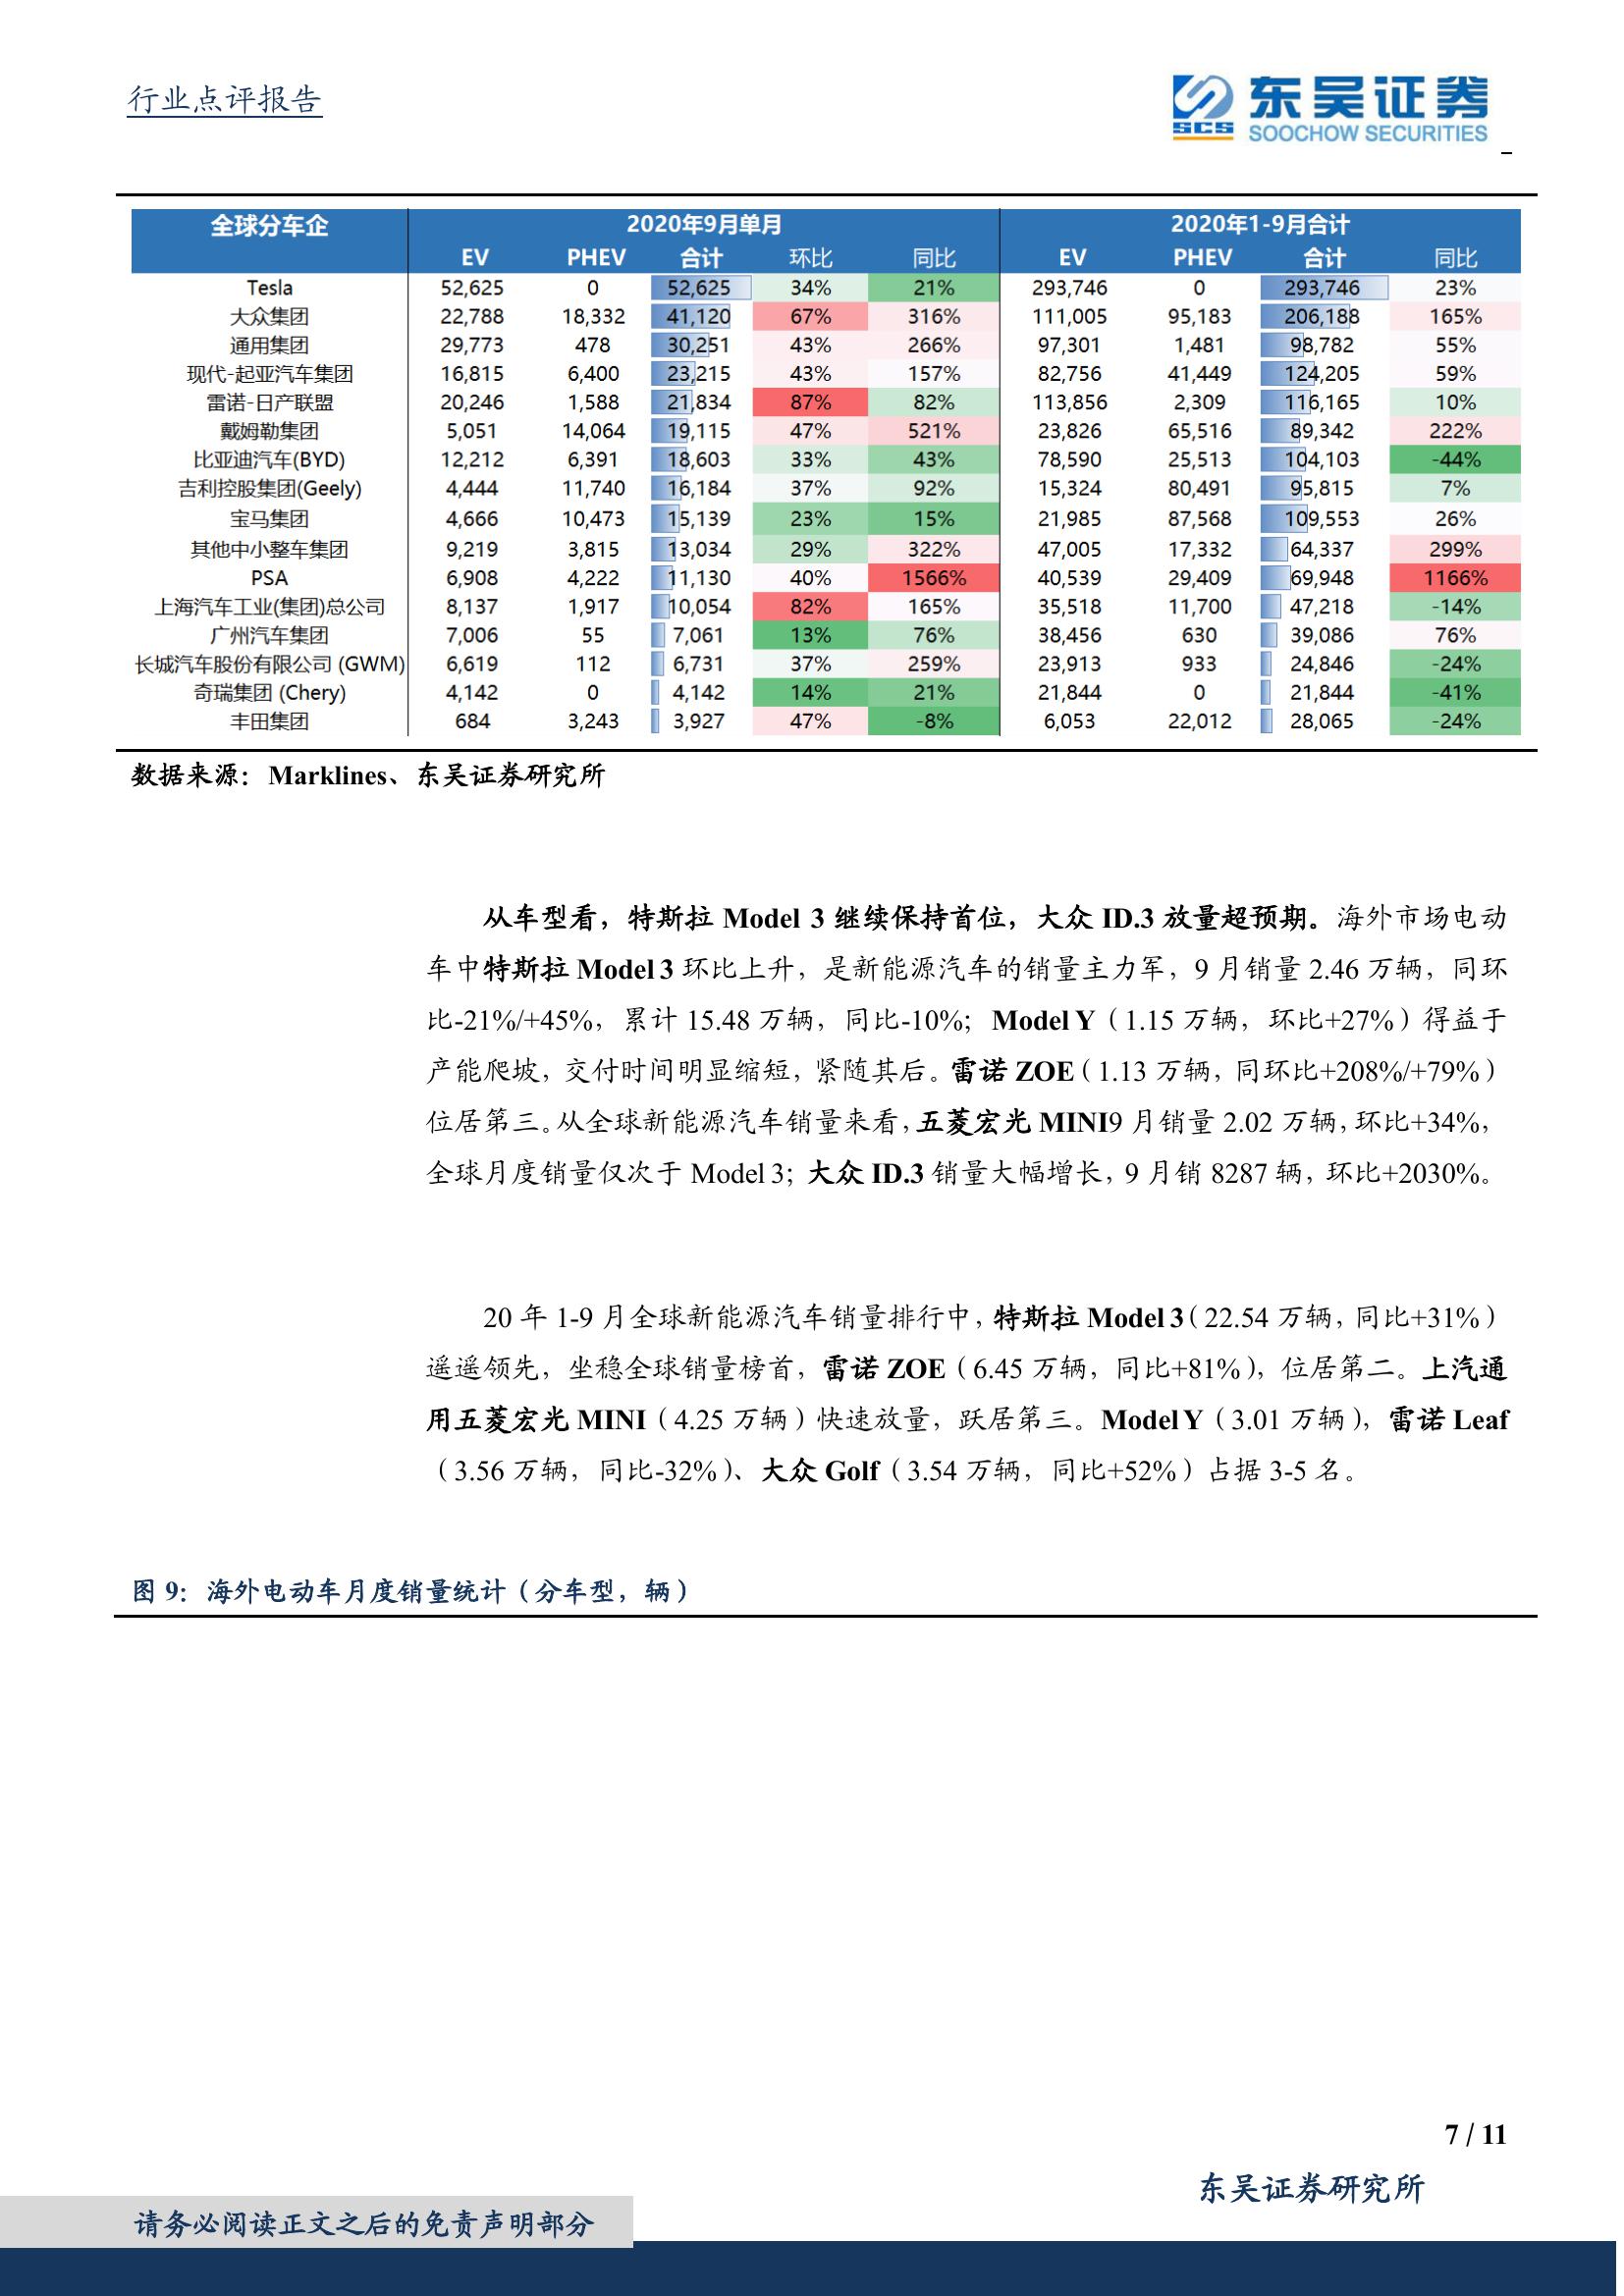 行业点评报告
SCS
东吴证券
SOOCHOW SECURITIES
全球分车企 2020年9月单月 2020年1-9月合计
EV PHEV 合计 环比 同比 EV PHEV 合计 同比
Tesla 52,625 0 52,625 34% 21% 293,746 0 293,746 23%
大众集团 22,788 18,332 41,120 67% 316% 111,005 95,183 206,188 165%
通用集团 29,773 478 30,251 43% 266% 97,301 1,481 98,782 55%
现代-起亚汽车集团 16,815 6,400 23,215 43% 157% 82,756 41,449 124,205 59%
雷诺-日产联盟 20,246 1,588 21,834 87% 82% 113,856 2,309 116,165 10%
戴姆勒集团 5,051 14,064 19,115 47% 521% 23,826 65,516 89,342 222%
比亚迪汽车(BYD) 12,212 6,391 18,603 33% 43% 78,590 25,513 104,103 -44%
吉利控股集团(Geely) 4,444 11,740 16,184 37% 92% 15,324 80,491 95,815 7%
宝马集团 4,666 10,473 15,139 23% 15% 21,985 87,568 109,553 26%
其他中小整车集团 9,219 3,815 13,034 29% 322% 47,005 17,332 64,337 299%
PSA 6,908 4,222 11,130 40% 1566% 40,539 29,409 69,948 1166%
上海汽车工业(集团)总公司 8,137 1,917 10,054 82% 165% 35,518 11,700 47,218 -14%
广州汽车集团 7,006 55 7,061 13% 76% 38,456 630 39,086 76%
长城汽车股份有限公司 (GWM) 6,619 112 6,731 37% 259% 23,913 933 24,846 -24%
奇瑞集团 (Chery) 4,142 0 4,142 14% 21% 21,844 0 21,844 -41%
丰田集团 684 3,243 3,927 47% -8% 6,053 22,012 28,065 -24%
数据来源：Marklines、东吴证券研究所
从车型看，特斯拉 Model 3 继续保持首位，大众 ID.3 放量超预期。海外市场电动
车中特斯拉 Model 3 环比上升，是新能源汽车的销量主力军，9 月销量 2.46 万辆，同环
比-21%/+45%，累计 15.48 万辆，同比-10%；Model Y（1.15 万辆，环比+27%）得益于
产能爬坡，交付时间明显缩短，紧随其后。雷诺 ZOE（1.13 万辆，同环比+208%/+79%）
位居第三。从全球新能源汽车销量来看，五菱宏光 MINI9 月销量 2.02 万辆，环比+34%，
全球月度销量仅次于 Model 3；大众 ID.3 销量大幅增长，9 月销 8287 辆，环比+2030%。
20 年 1-9 月全球新能源汽车销量排行中，特斯拉 Model 3（22.54 万辆，同比+31%）
遥遥领先，坐稳全球销量榜首，雷诺 ZOE（6.45 万辆，同比+81%），位居第二。上汽通
用五菱宏光 MINI（4.25 万辆）快速放量，跃居第三。Model Y（3.01 万辆），雷诺 Leaf
（3.56 万辆，同比-32%）、大众 Golf（3.54 万辆，同比+52%）占据 3-5 名。
图 9：海外电动车月度销量统计（分车型，辆）
7 / 11
东吴证券研究所
请务必阅读正文之后的免责声明部分